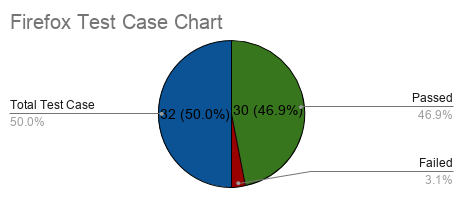 Firefox Test Case Chart
Total Test Case
50.0%
32 (50.0%)
30 (46.9%)
Passed
46.9%
Failed
3.1%